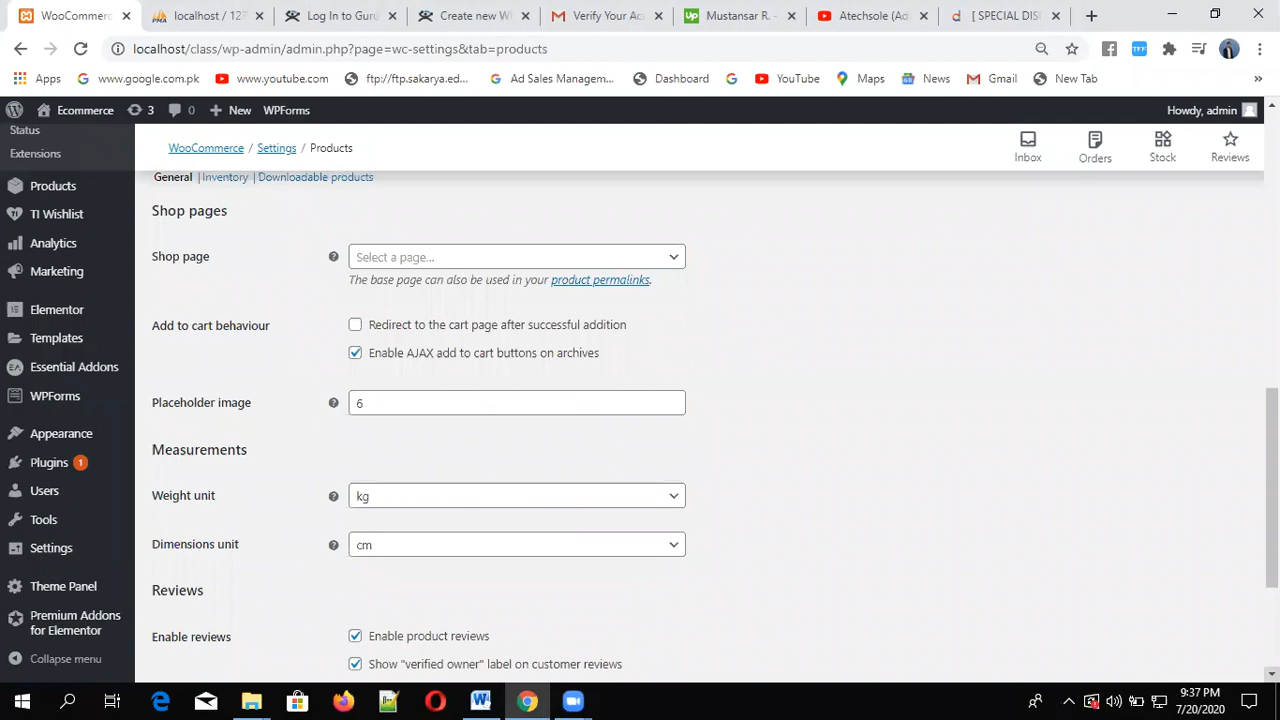 WooCommerce
localhost / 127
Log In to Guru
Create new WP
Verify Your Ac
Mustansar R. -
Atechsole (Ad
[ SPECIAL DIS
localhost/class/wp-admin/admin.php?page=wc-settings&tab=products
Apps
www.google.com.pk
www.youtube.com
ftp://ftp.sakarya.ed...
Ad Sales Managem...
Dashboard
YouTube
Maps
News
Gmail
New Tab
»
Ecommerce
3
0
New
WPForms
Howdy, admin
Status
Extensions
Products
TI Wishlist
Analytics
Marketing
Elementor
Templates
Essential Addons
WPForms
Appearance
Plugins 1
Users
Tools
Settings
Theme Panel
Premium Addons
for Elementor
Collapse menu
WooCommerce / Settings / Products
Inbox
Orders
Stock
Reviews
General | Inventory | Downloadable products
Shop pages
Shop page
Select a page...
The base page can also be used in your product permalinks.
Add to cart behaviour
Redirect to the cart page after successful addition
Enable AJAX add to cart buttons on archives
Placeholder image
6
Measurements
Weight unit
kg
Dimensions unit
cm
Reviews
Enable reviews
Enable product reviews
Show "verified owner" label on customer reviews
9:37 PM
7/20/2020